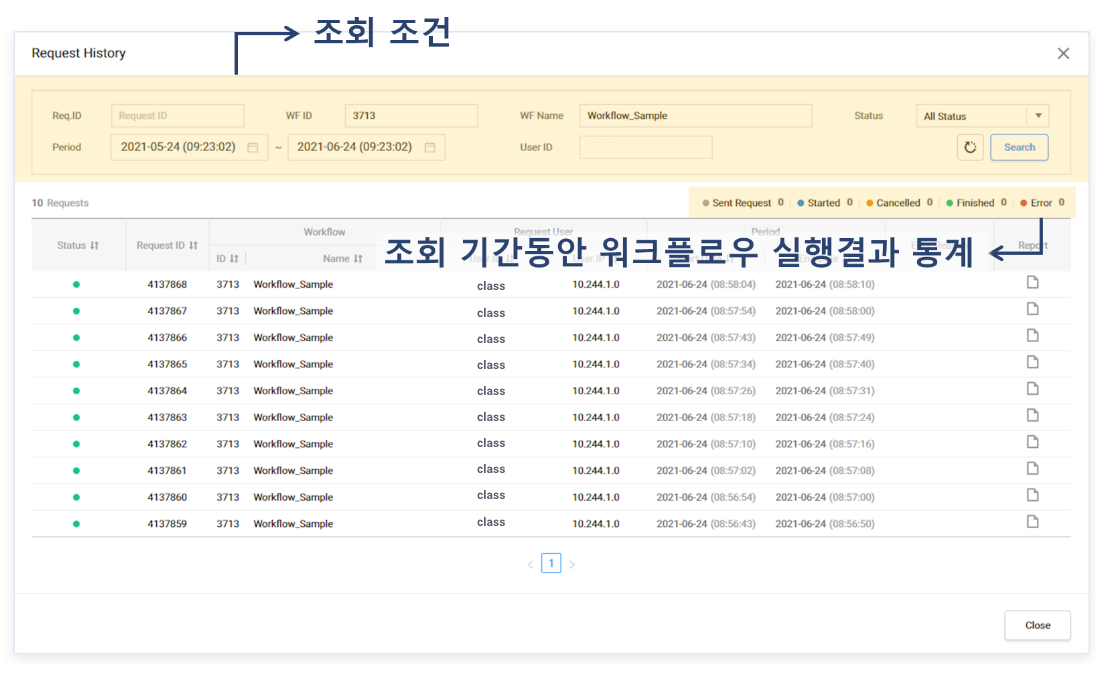 조회 조건
Request History
Req.ID Request ID WF ID 3713 WF Name Workflow_Sample Status All Status
Period 2021-05-24 (09:23:02) ~ 2021-06-24 (09:23:02) User ID Search
10 Requests Sent Request 0 Started 0 Cancelled 0 Finished 0 Error 0
Workflow Request User Period
Status Request ID Report
조회 기간동안 워크플로우 실행결과 통계
ID Name
4137868 3713 Workflow_Sample class 10.244.1.0 2021-06-24 (08:58:04) 2021-06-24 (08:58:10)
4137867 3713 Workflow_Sample class 10.244.1.0 2021-06-24 (08:57:54) 2021-06-24 (08:58:00)
4137866 3713 Workflow_Sample class 10.244.1.0 2021-06-24 (08:57:43) 2021-06-24 (08:57:49)
4137865 3713 Workflow_Sample class 10.244.1.0 2021-06-24 (08:57:34) 2021-06-24 (08:57:40)
4137864 3713 Workflow_Sample class 10.244.1.0 2021-06-24 (08:57:26) 2021-06-24 (08:57:31)
4137863 3713 Workflow_Sample class 10.244.1.0 2021-06-24 (08:57:18) 2021-06-24 (08:57:24)
4137862 3713 Workflow_Sample class 10.244.1.0 2021-06-24 (08:57:10) 2021-06-24 (08:57:16)
4137861 3713 Workflow_Sample class 10.244.1.0 2021-06-24 (08:57:02) 2021-06-24 (08:57:08)
4137860 3713 Workflow_Sample class 10.244.1.0 2021-06-24 (08:56:54) 2021-06-24 (08:57:00)
4137859 3713 Workflow_Sample class 10.244.1.0 2021-06-24 (08:56:43) 2021-06-24 (08:56:50)
< 1 >
Close